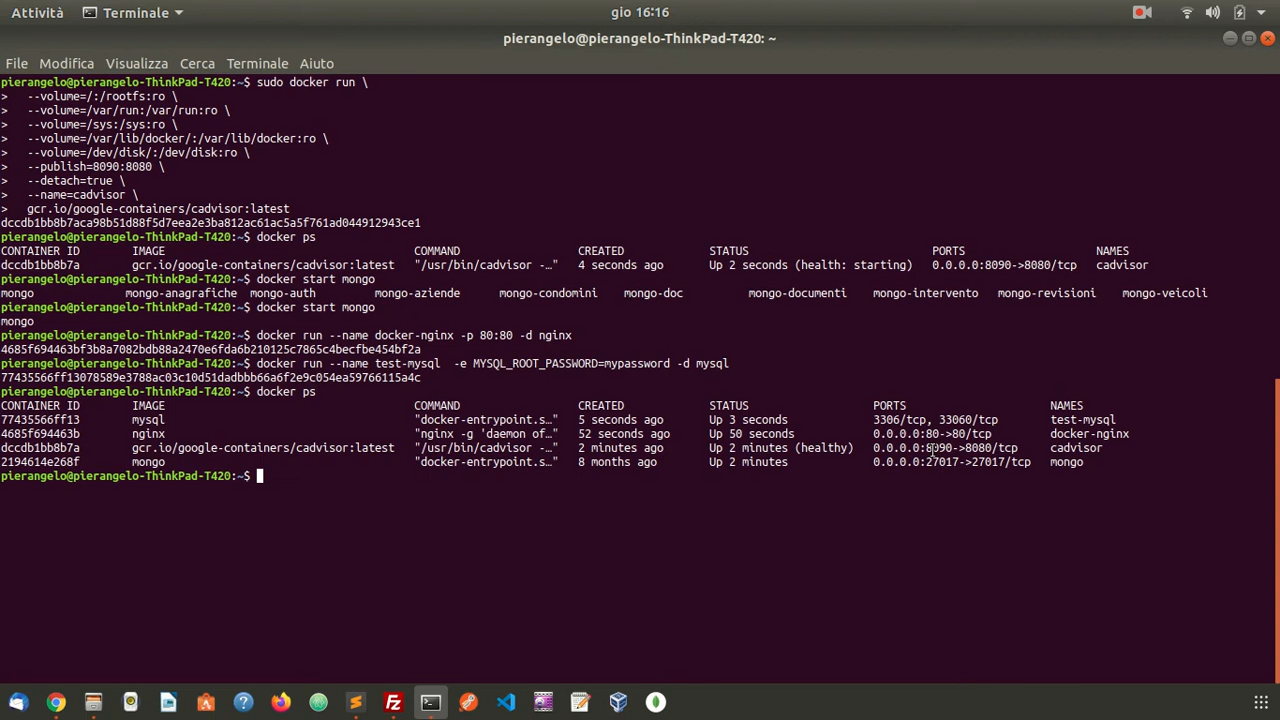 Attività Terminale gio 16:16
pierangelo@pierangelo-ThinkPad-T420: ~
File Modifica Visualizza Cerca Terminale Aiuto
pierangelo@pierangelo-ThinkPad-T420:~$ sudo docker run \
> --volume=/:/rootfs:ro \
> --volume=/var/run:/var/run:ro \
> --volume=/sys:/sys:ro \
> --volume=/var/lib/docker/:/var/lib/docker:ro \
> --volume=/dev/disk/:/dev/disk:ro \
> --publish=8090:8080 \
> --detach=true \
> --name=cadvisor \
> gcr.io/google-containers/cadvisor:latest
dccdb1bb8b7aca98b51d88f5d7eea2e3ba812ac61ac5a5f761ad044912943ce1
pierangelo@pierangelo-ThinkPad-T420:~$ docker ps
CONTAINER ID IMAGE COMMAND CREATED STATUS PORTS NAMES
dccdb1bb8b7a gcr.io/google-containers/cadvisor:latest "/usr/bin/cadvisor -…" 4 seconds ago Up 2 seconds (health: starting) 0.0.0.0:8090->8080/tcp cadvisor
pierangelo@pierangelo-ThinkPad-T420:~$ docker start mongo
mongo mongo-anagrafiche mongo-auth mongo-aziende mongo-condomini mongo-doc mongo-documenti mongo-intervento mongo-revisioni mongo-veicoli
pierangelo@pierangelo-ThinkPad-T420:~$ docker start mongo
mongo
pierangelo@pierangelo-ThinkPad-T420:~$ docker run --name docker-nginx -p 80:80 -d nginx
4685f694463bf3b8a7082bdb88a2470e6fda6b210125c7865c4becfbe454bf2a
pierangelo@pierangelo-ThinkPad-T420:~$ docker run --name test-mysql -e MYSQL_ROOT_PASSWORD=mypassword -d mysql
77435566ff13078589e3788ac03c10d51dadbbb66a6f2e9c054ea59766115a4c
pierangelo@pierangelo-ThinkPad-T420:~$ docker ps
CONTAINER ID IMAGE COMMAND CREATED STATUS PORTS NAMES
77435566ff13 mysql "docker-entrypoint.s…" 5 seconds ago Up 3 seconds 3306/tcp, 33060/tcp test-mysql
4685f694463b nginx "nginx -g 'daemon of…" 52 seconds ago Up 50 seconds 0.0.0.0:80->80/tcp docker-nginx
dccdb1bb8b7a gcr.io/google-containers/cadvisor:latest "/usr/bin/cadvisor -…" 2 minutes ago Up 2 minutes (healthy) 0.0.0.0:8090->8080/tcp cadvisor
2194614e268f mongo "docker-entrypoint.s…" 8 months ago Up 2 minutes 0.0.0.0:27017->27017/tcp mongo
pierangelo@pierangelo-ThinkPad-T420:~$